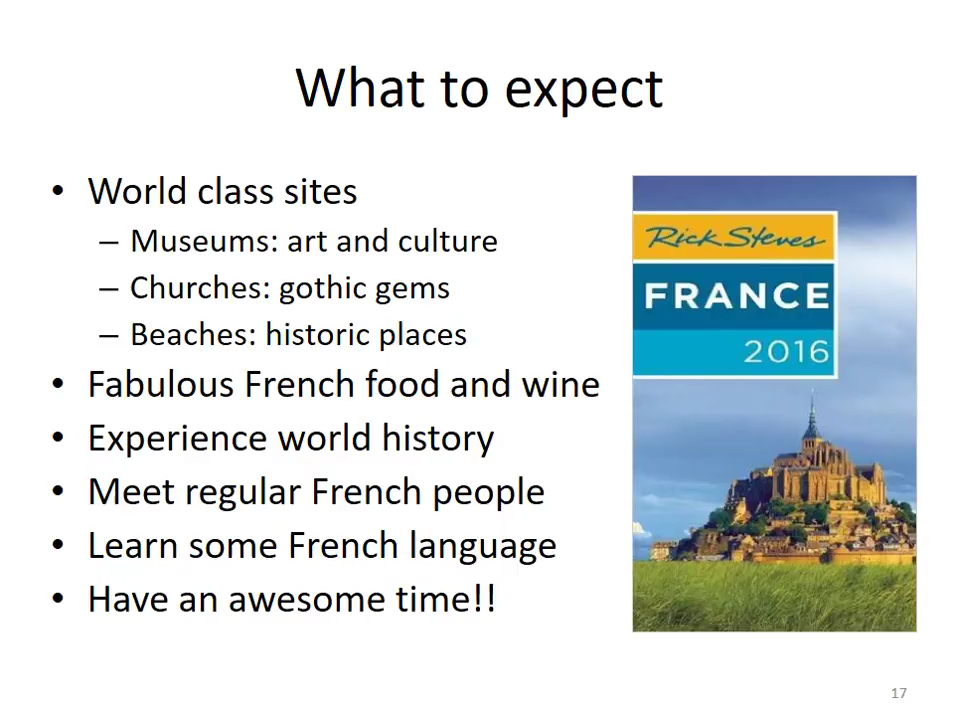 What to expect
• World class sites
– Museums: art and culture
– Churches: gothic gems
– Beaches: historic places
• Fabulous French food and wine
• Experience world history
• Meet regular French people
• Learn some French language
• Have an awesome time!!
Rick Steves
FRANCE
2016
17